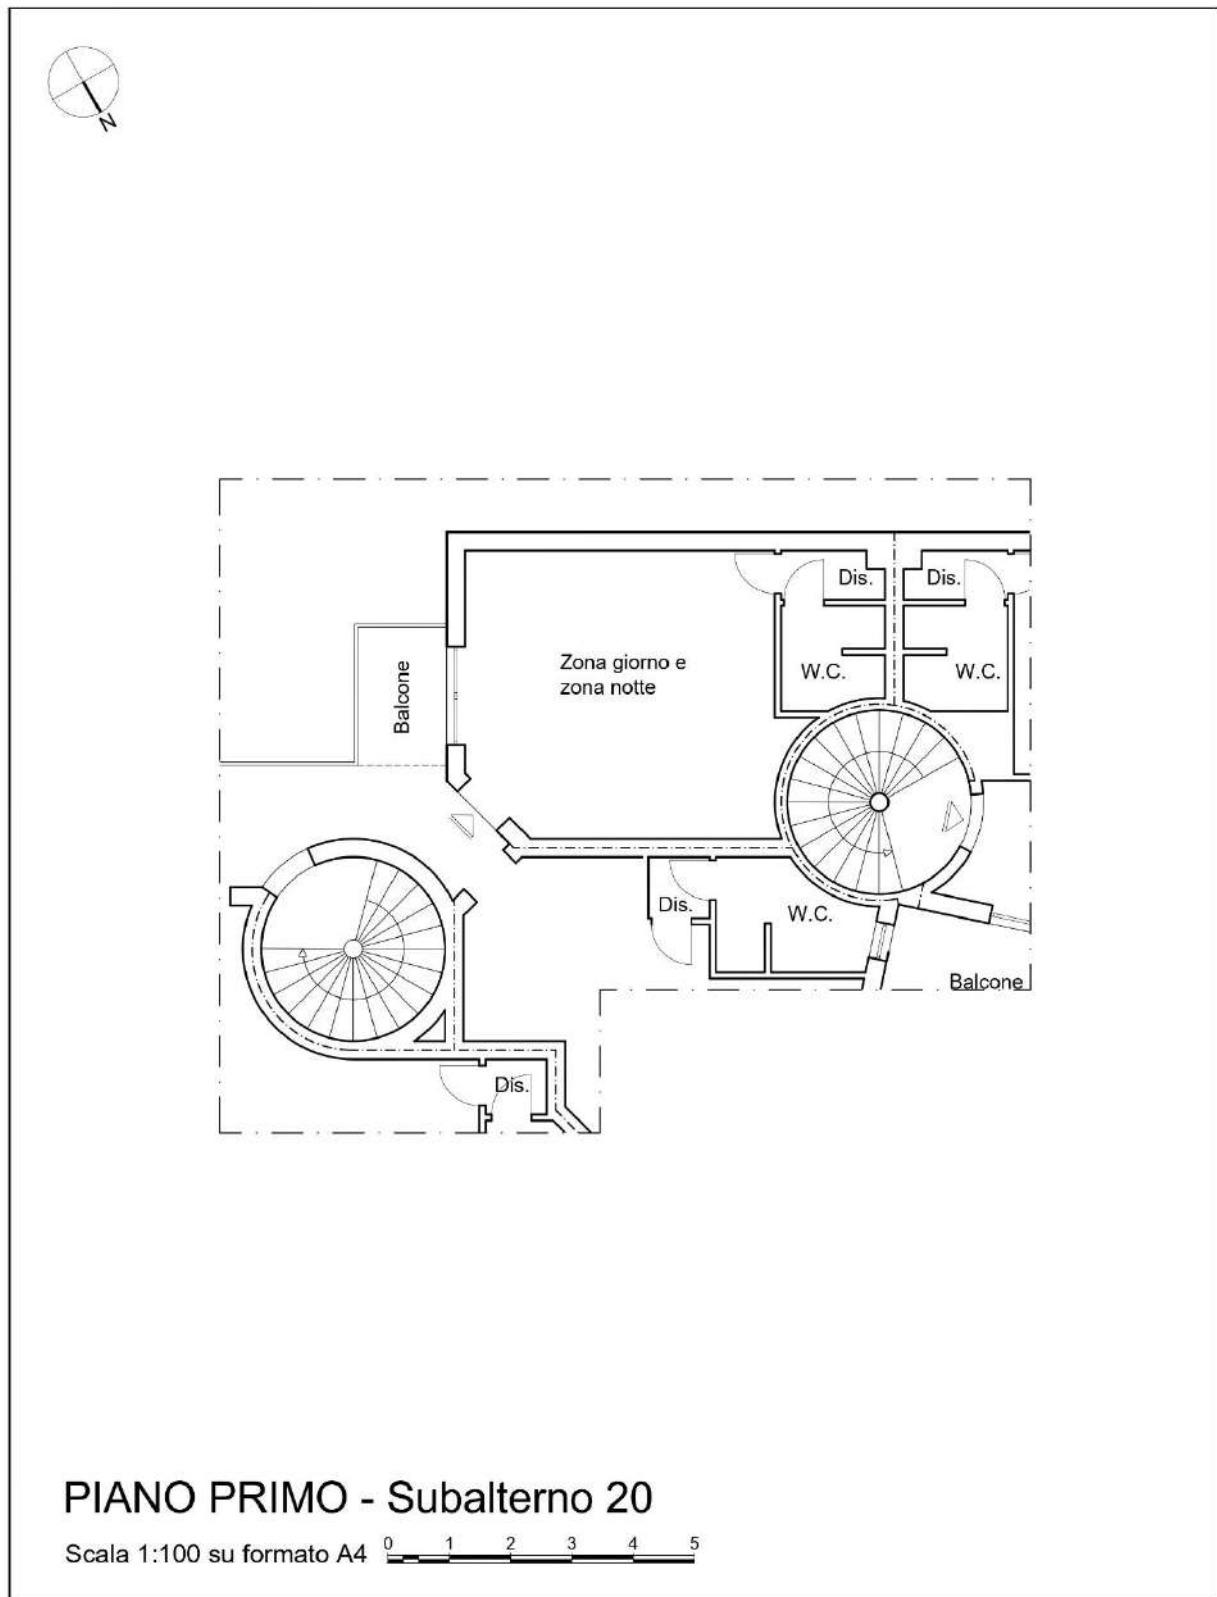 N
Dis.
Dis.
Zona giorno e
zona notte
W.C.
W.C.
Balcone
Dis.
W.C.
Balcone
Dis.
PIANO PRIMO - Subalterno 20
Scala 1:100 su formato A4
0 1 2 3 4 5